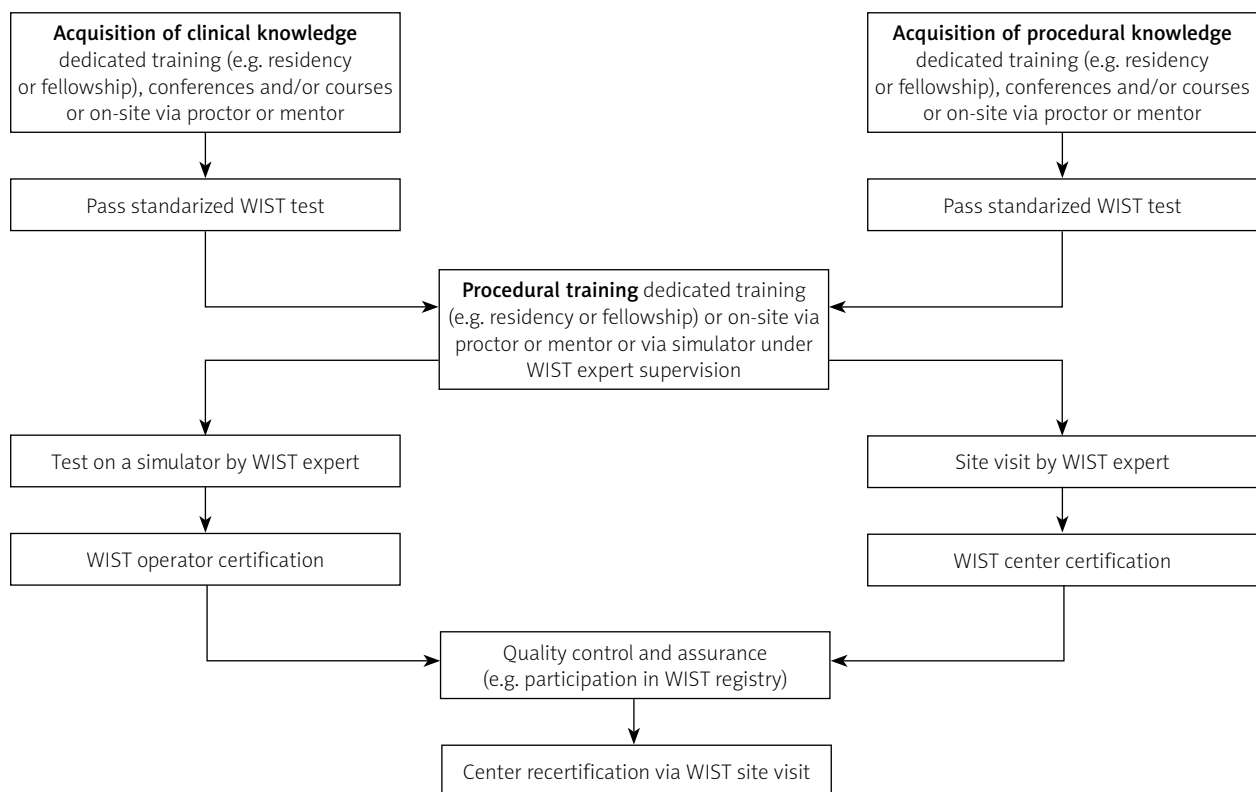 Acquisition of clinical knowledge
dedicated training (e.g. residency
or fellowship), conferences and/or courses
or on-site via proctor or mentor
Acquisition of procedural knowledge
dedicated training (e.g. residency
or fellowship), conferences and/or courses
or on-site via proctor or mentor
Pass standarized WIST test
Pass standarized WIST test
Procedural training dedicated training
(e.g. residency or fellowship) or on-site via
proctor or mentor or via simulator under
WIST expert supervision
Test on a simulator by WIST expert
Site visit by WIST expert
WIST operator certification
WIST center certification
Quality control and assurance
(e.g. participation in WIST registry)
Center recertification via WIST site visit